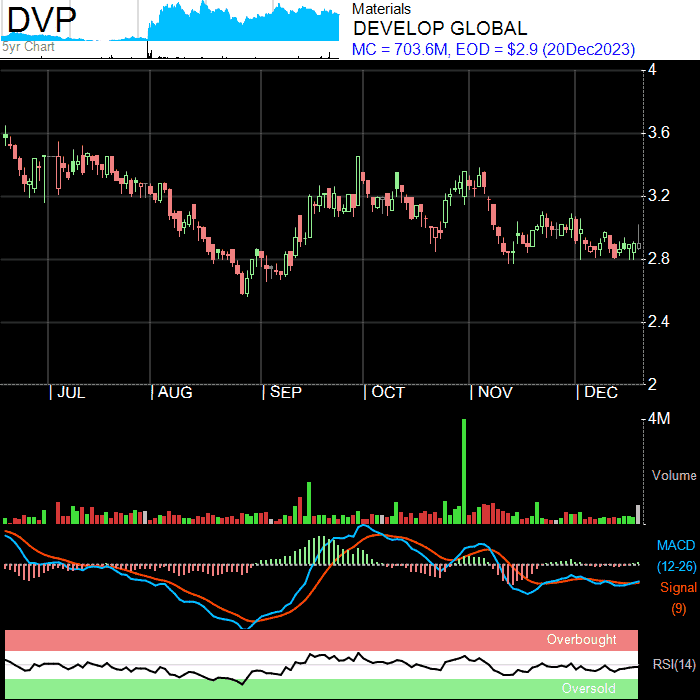 DVP
5yr Chart
Materials
DEVELOP GLOBAL
MC = 703.6M, EOD = $2.9 (20Dec2023)
4
3.6
3.2
2.8
2.4
2
| JUL | AUG | SEP | OCT | NOV | DEC
4M
Volume
MACD
(12-26)
Signal
(9)
Overbought
RSI(14)
Oversold